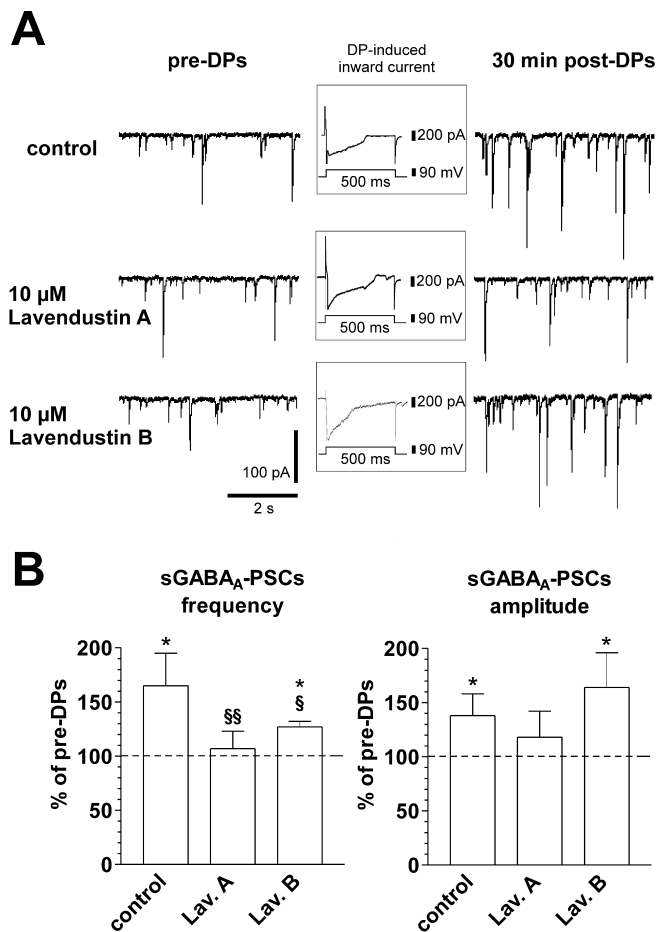 A
pre-DPs
DP-induced
inward current
30 min post-DPs
control
200 pA
90 mV
500 ms
10 µM
Lavendustin A
200 pA
90 mV
500 ms
10 µM
Lavendustin B
200 pA
90 mV
500 ms
100 pA
2 s
B
sGABAA-PSCs
frequency
% of pre-DPs
200
150
100
50
0
*
§§
*
§
control
Lav. A
Lav. B
sGABAA-PSCs
amplitude
% of pre-DPs
200
150
100
50
0
*
*
control
Lav. A
Lav. B